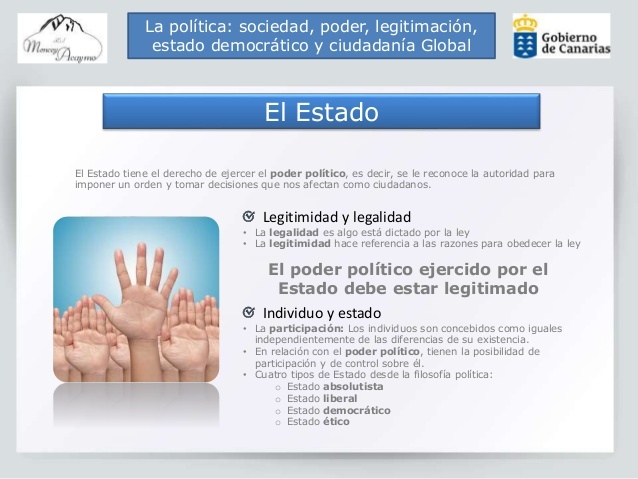 La política: sociedad, poder, legitimación,
estado democrático y ciudadanía Global
Mencey
Acaymo
Gobierno
de Canarias
El Estado
El Estado tiene el derecho de ejercer el poder político, es decir, se le reconoce la autoridad para
imponer un orden y tomar decisiones que nos afectan como ciudadanos.
Legitimidad y legalidad
• La legalidad es algo está dictado por la ley
• La legitimidad hace referencia a las razones para obedecer la ley
El poder político ejercido por el
Estado debe estar legitimado
Individuo y estado
• La participación: Los individuos son concebidos como iguales
independientemente de las diferencias de su existencia.
• En relación con el poder político, tienen la posibilidad de
participación y de control sobre él.
• Cuatro tipos de Estado desde la filosofía política:
o Estado absolutista
o Estado liberal
o Estado democrático
o Estado ético